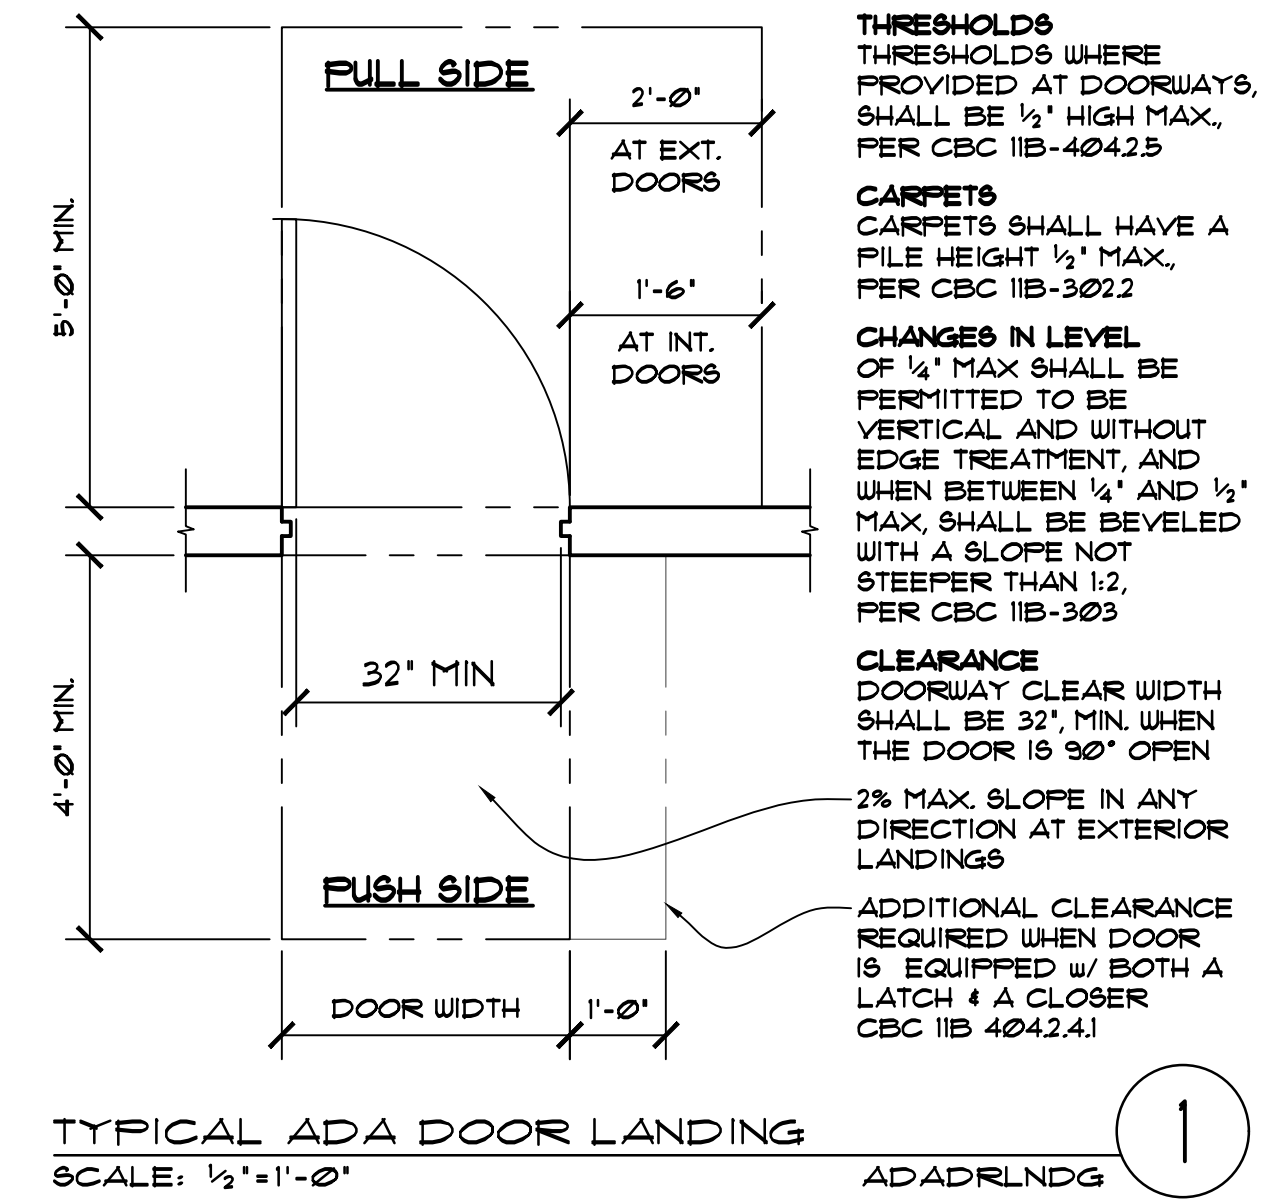 PULL SIDE
2'-0"
AT EXT.
DOORS
1'-6"
AT INT.
DOORS
5'-0" MIN.
32" MIN
4'-0" MIN.
PUSH SIDE
DOOR WIDTH
1'-0"
THRESHOLDS
THRESHOLDS WHERE
PROVIDED AT DOORWAYS,
SHALL BE 1/2" HIGH MAX.,
PER CBC 11B-404.2.5
CARPETS
CARPETS SHALL HAVE A
PILE HEIGHT 1/2" MAX.,
PER CBC 11B-302.2
CHANGES IN LEVEL
OF 1/4" MAX SHALL BE
PERMITTED TO BE
VERTICAL AND WITHOUT
EDGE TREATMENT, AND
WHEN BETWEEN 1/4" AND 1/2"
MAX, SHALL BE BEVELED
WITH A SLOPE NOT
STEEPER THAN 1:2,
PER CBC 11B-303
CLEARANCE
DOORWAY CLEAR WIDTH
SHALL BE 32", MIN. WHEN
THE DOOR IS 90° OPEN
2% MAX. SLOPE IN ANY
DIRECTION AT EXTERIOR
LANDINGS
ADDITIONAL CLEARANCE
REQUIRED WHEN DOOR
IS EQUIPPED w/ BOTH A
LATCH & A CLOSER
CBC 11B 404.2.4.1
TYPICAL ADA DOOR LANDING
SCALE: 1/2"=1'-0"
ADADRLNDG
1